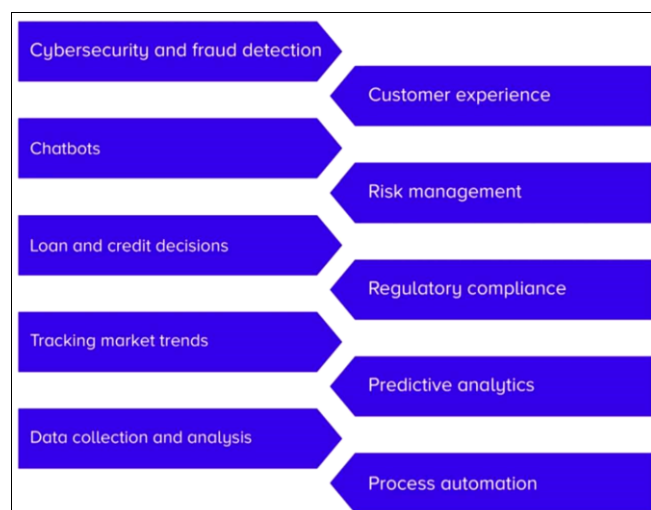 Cybersecurity and fraud detection
Customer experience
Chatbots
Risk management
Loan and credit decisions
Regulatory compliance
Tracking market trends
Predictive analytics
Data collection and analysis
Process automation